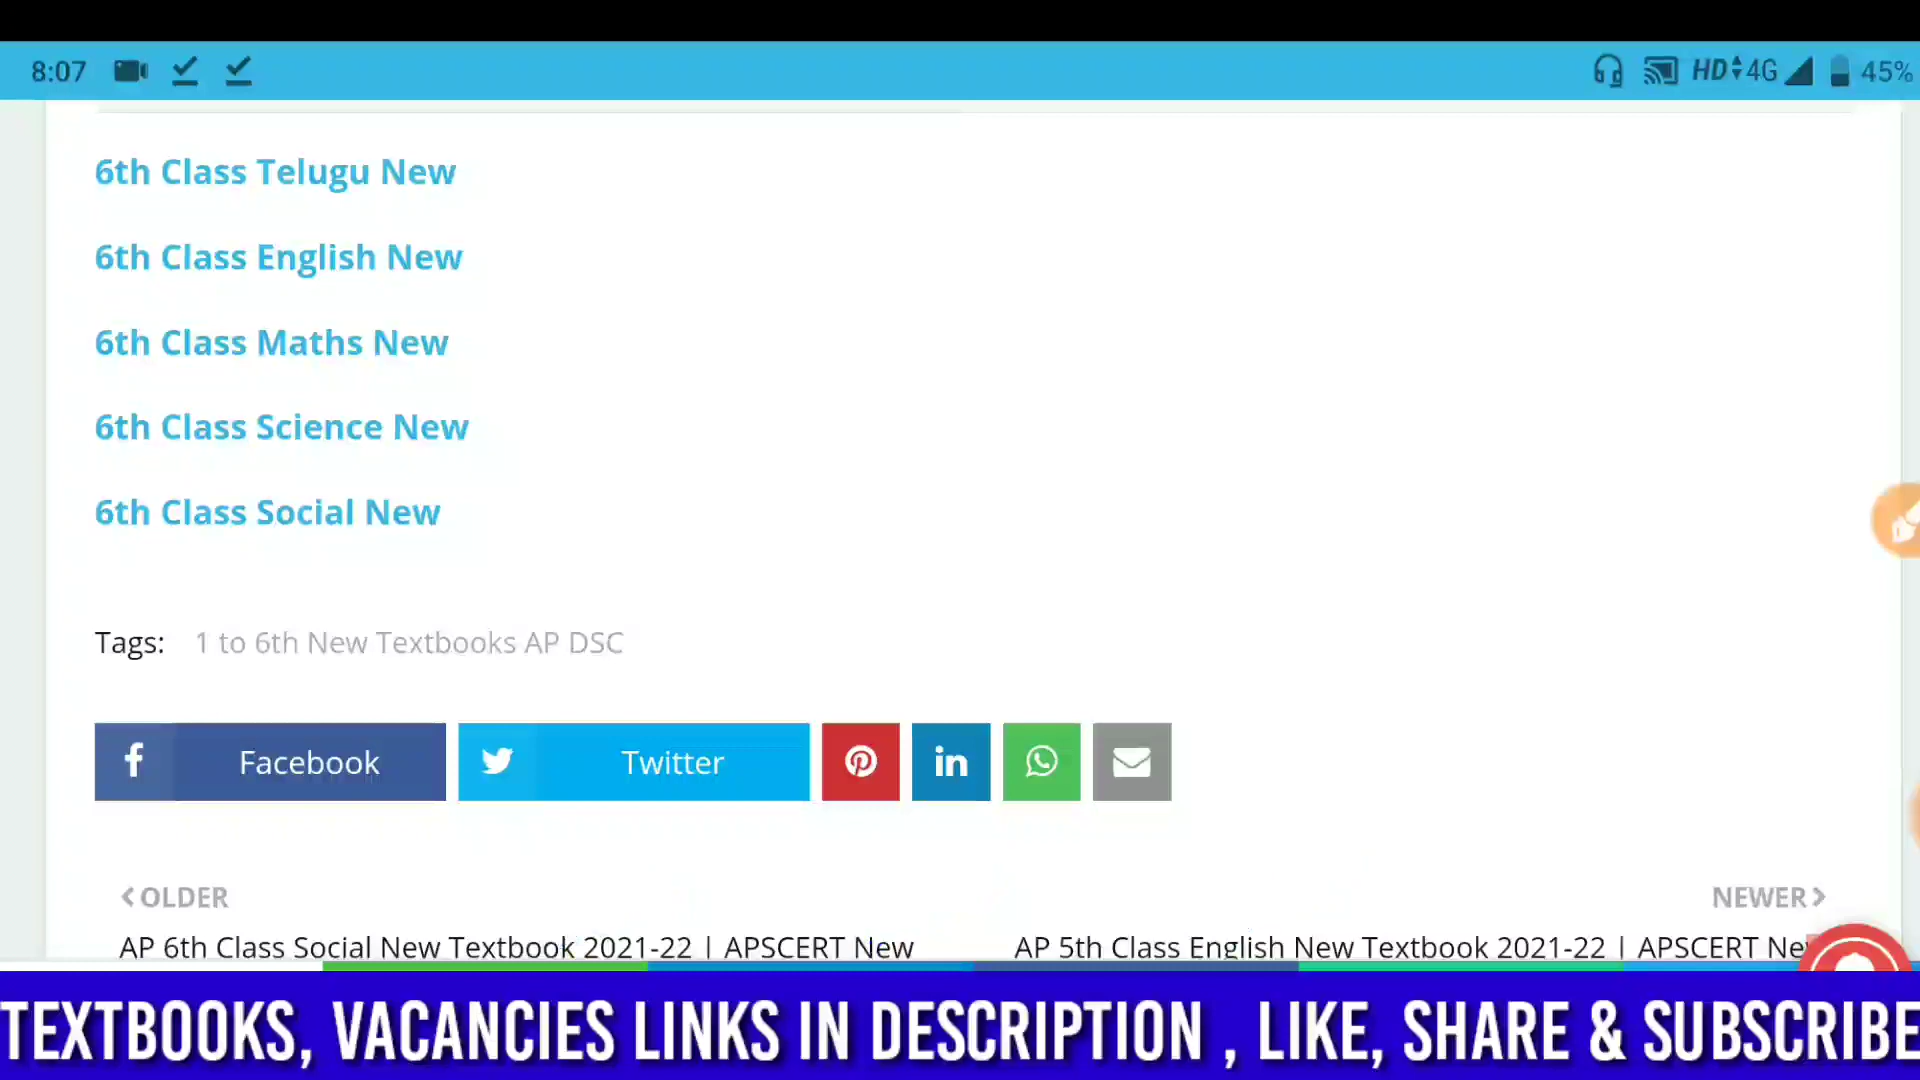 8:07 HD 4G 45%
6th Class Telugu New
6th Class English New
6th Class Maths New
6th Class Science New
6th Class Social New
Tags: 1 to 6th New Textbooks AP DSC
f Facebook Twitter in
OLDER NEWER
AP 6th Class Social New Textbook 2021-22 | APSCERT New AP 5th Class English New Textbook 2021-22 | APSCERT New
TEXTBOOKS, VACANCIES LINKS IN DESCRIPTION , LIKE, SHARE & SUBSCRIBE